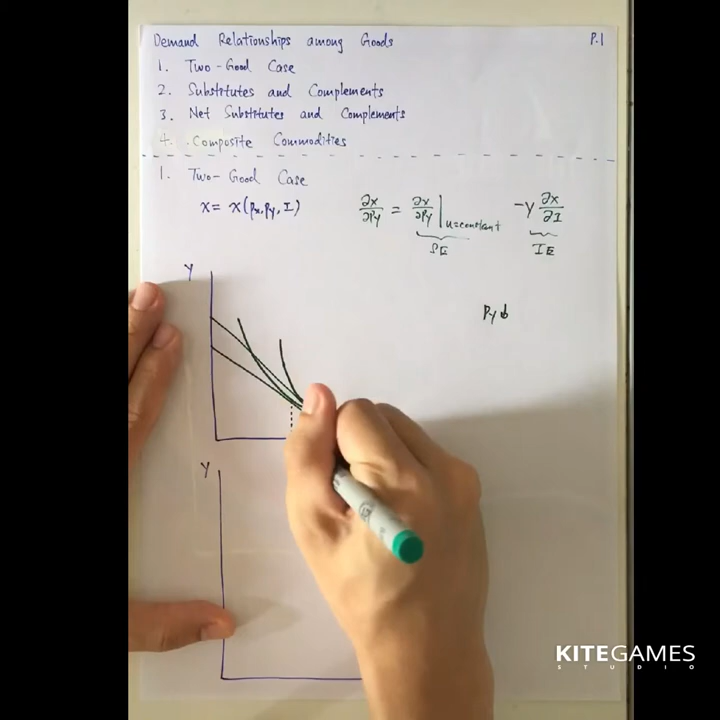 Demand Relationships among Goods P.1
1. Two-Good Case
2. Substitutes and Complements
3. Net Substitutes and Complements
4. Composite Commodities
1. Two-Good Case
x = x(px, py, I) ∂x/∂py = ∂x/∂py |u=constant -y ∂x/∂I
SE IE
Y
Py↓
Y
KITEGAMES
STUDIO